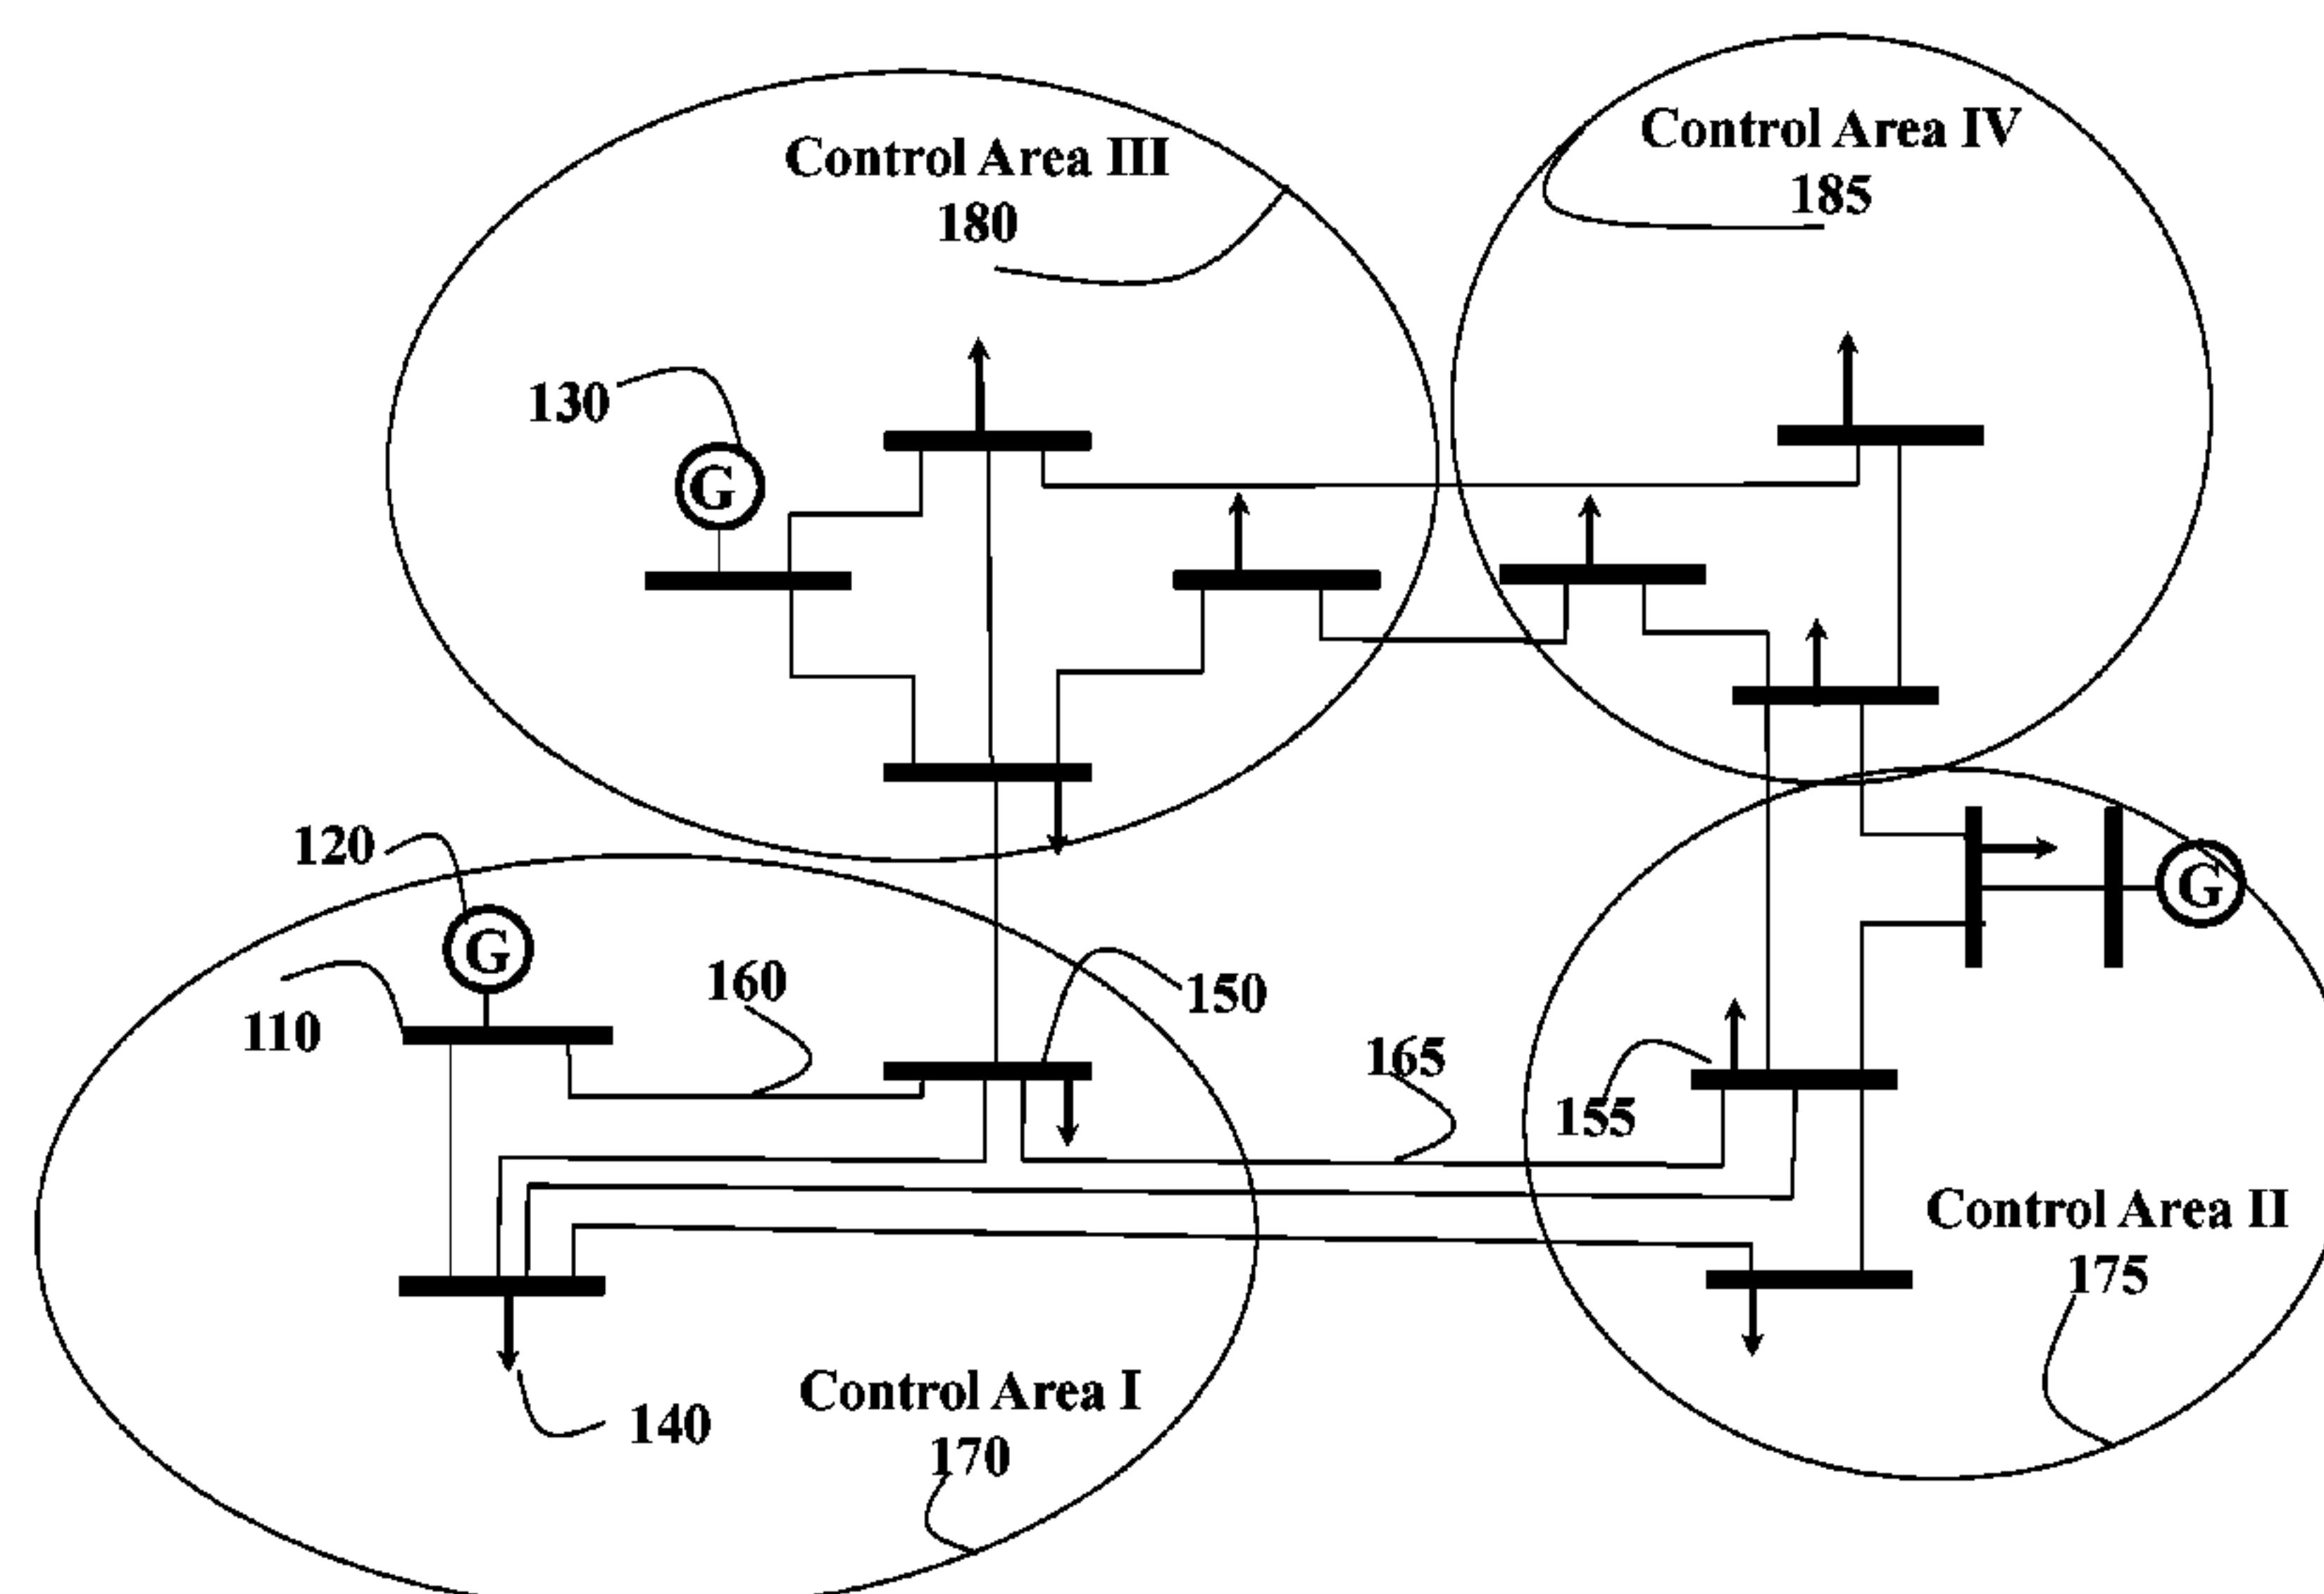 Control Area III
180
Control Area IV
185
130
G
120
G
110
160
150
165
155
G
Control Area II
175
140
Control Area I
170